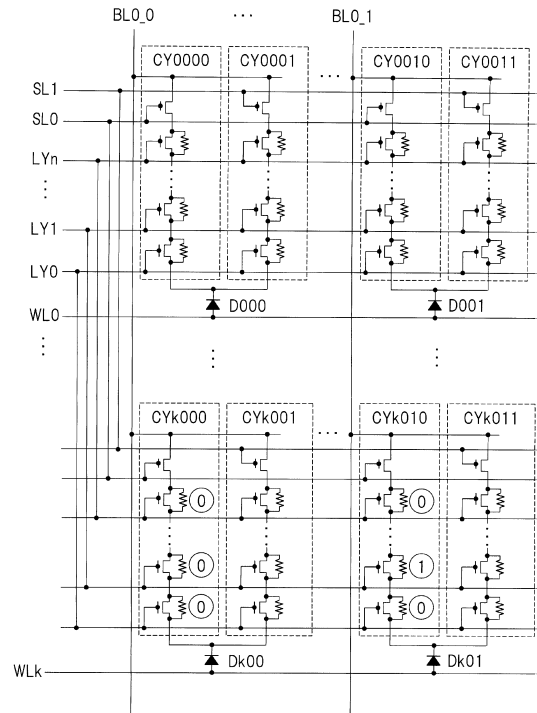 BL0_0 ... BL0_1
CY0000 CY0001 ... CY0010 CY0011
SL1
SL0
LYn
LY1
LY0
D000 D001
WL0
CYk000 CYk001 ... CYk010 CYk011
0 0
0 1
0 0
Dk00 Dk01
WLk